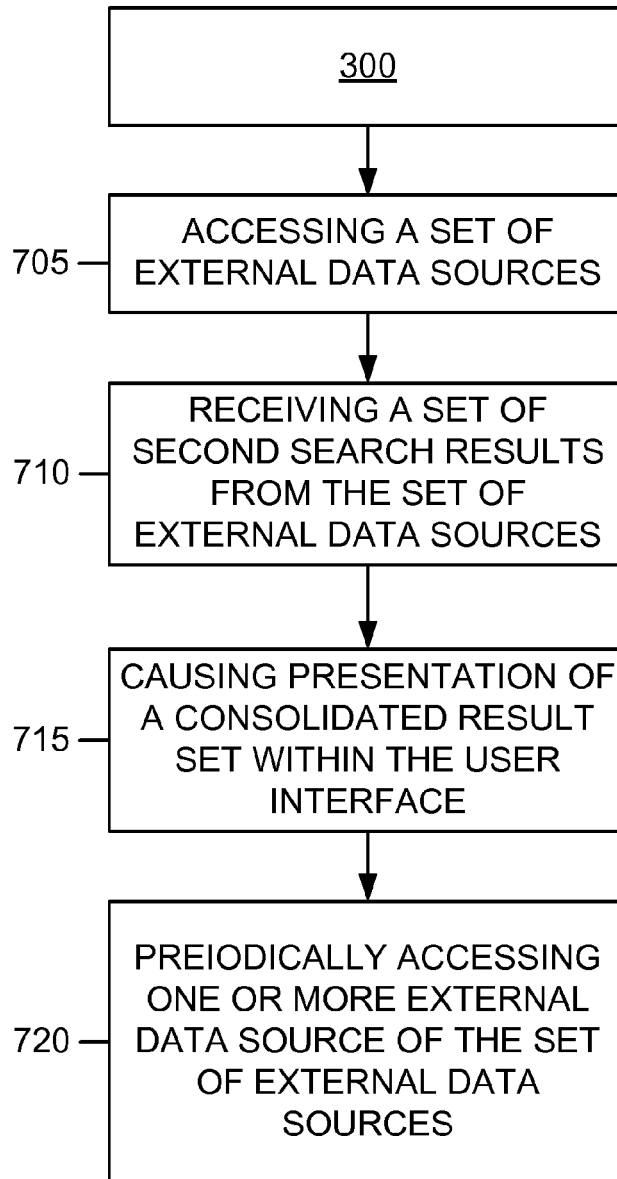 300
705
ACCESSING A SET OF
EXTERNAL DATA SOURCES
710
RECEIVING A SET OF
SECOND SEARCH RESULTS
FROM THE SET OF
EXTERNAL DATA SOURCES
715
CAUSING PRESENTATION OF
A CONSOLIDATED RESULT
SET WITHIN THE USER
INTERFACE
720
PREIODICALLY ACCESSING
ONE OR MORE EXTERNAL
DATA SOURCE OF THE SET
OF EXTERNAL DATA
SOURCES